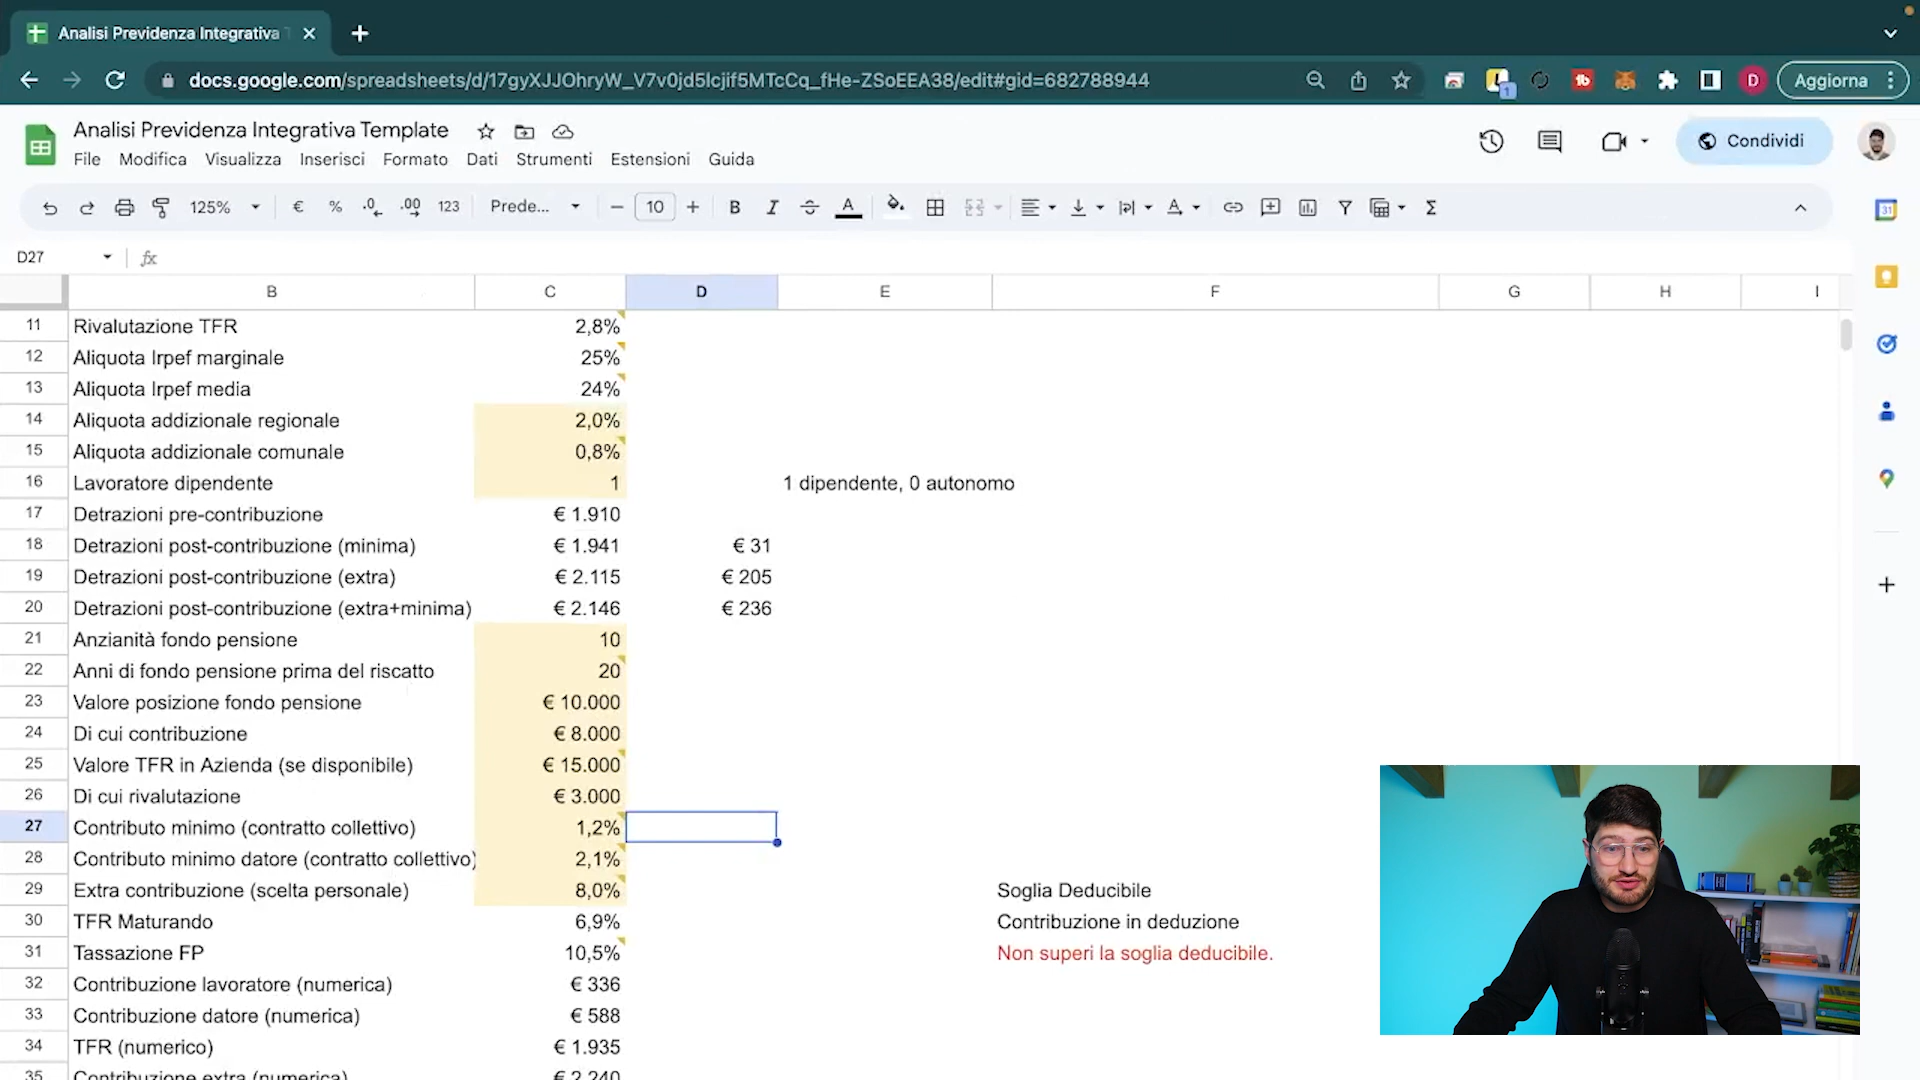 Analisi Previdenza Integrativa T
docs.google.com/spreadsheets/d/17gyXJJOhryW_V7v0jd5lcjif5MTcCq_fHe-ZSoEEA38/edit#gid=682788944
1
D
Aggiorna
Analisi Previdenza Integrativa Template
File Modifica Visualizza Inserisci Formato Dati Strumenti Estensioni Guida
Condividi
125% € % .0 .00 123 Prede... 10 B I S A
31
D27 fx
B C D E F G H I
11 Rivalutazione TFR 2,8%
12 Aliquota Irpef marginale 25%
13 Aliquota Irpef media 24%
14 Aliquota addizionale regionale 2,0%
15 Aliquota addizionale comunale 0,8%
16 Lavoratore dipendente 1 1 dipendente, 0 autonomo
17 Detrazioni pre-contribuzione € 1.910
18 Detrazioni post-contribuzione (minima) € 1.941 € 31
19 Detrazioni post-contribuzione (extra) € 2.115 € 205
20 Detrazioni post-contribuzione (extra+minima) € 2.146 € 236
21 Anzianità fondo pensione 10
22 Anni di fondo pensione prima del riscatto 20
23 Valore posizione fondo pensione € 10.000
24 Di cui contribuzione € 8.000
25 Valore TFR in Azienda (se disponibile) € 15.000
26 Di cui rivalutazione € 3.000
27 Contributo minimo (contratto collettivo) 1,2%
28 Contributo minimo datore (contratto collettivo) 2,1%
29 Extra contribuzione (scelta personale) 8,0% Soglia Deducibile
30 TFR Maturando 6,9% Contribuzione in deduzione
31 Tassazione FP 10,5% Non superi la soglia deducibile.
32 Contribuzione lavoratore (numerica) € 336
33 Contribuzione datore (numerica) € 588
34 TFR (numerico) € 1.935
35 Contribuzione extra (numerica) € 2.240